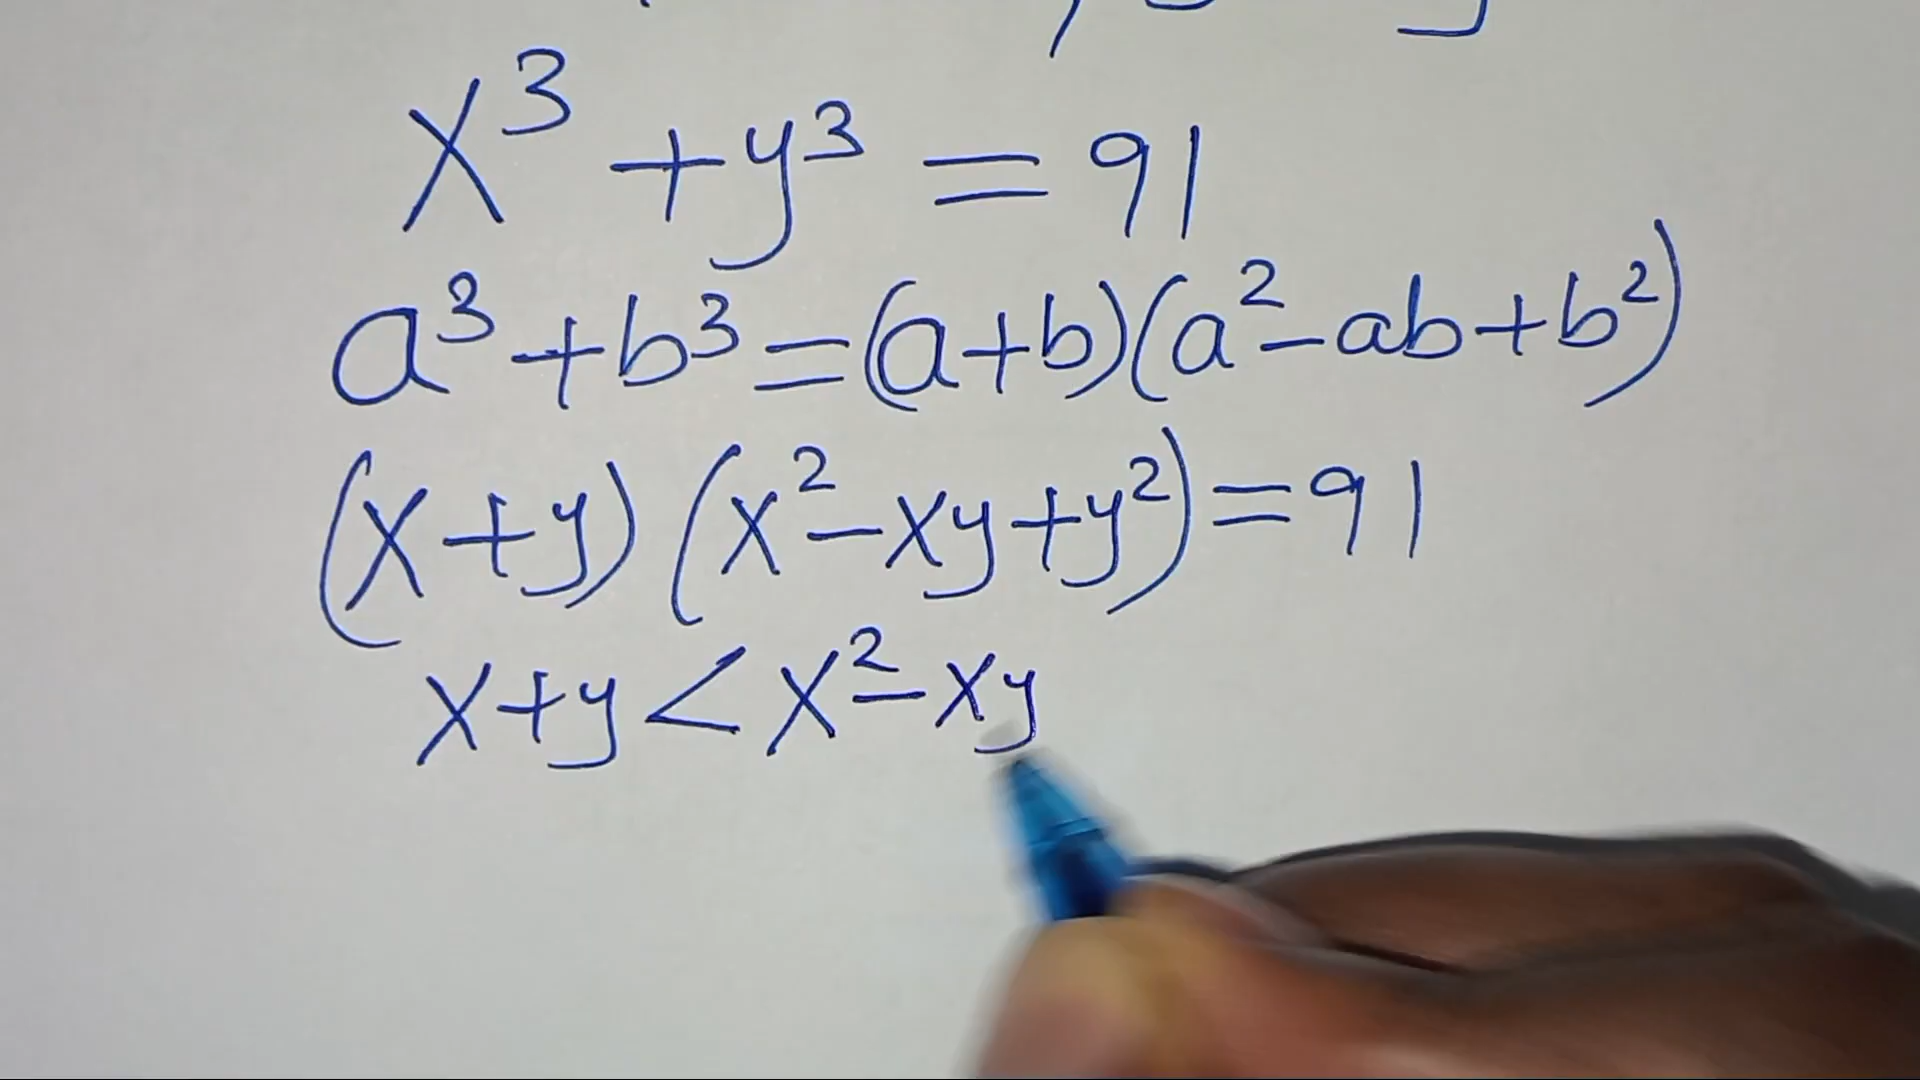 x³ + y³ = 91
a³ + b³ = (a+b)(a² - ab + b²)
(x + y) (x² - xy + y²) = 91
x + y < x² - xy